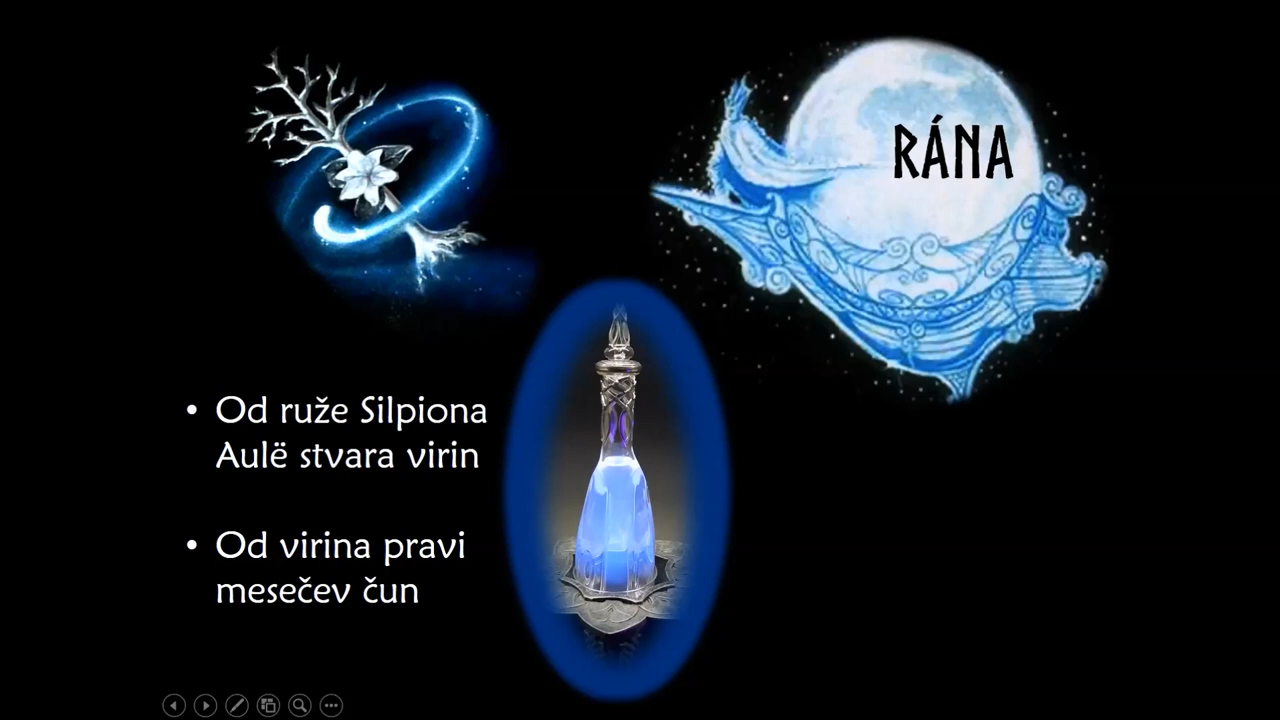 RÁNA
• Od ruže Silpiona
Aulë stvara virin
• Od virina pravi
mesečev čun